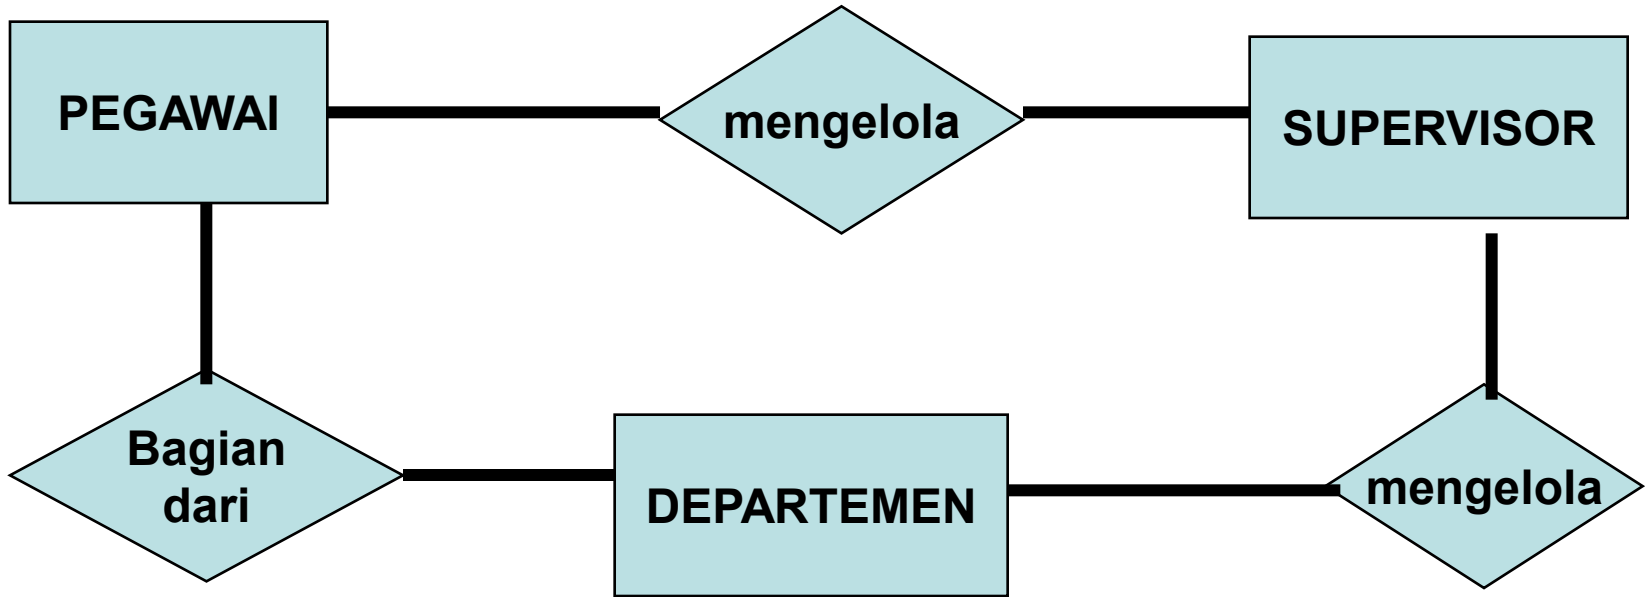 PEGAWAI
mengelola
SUPERVISOR
Bagian
dari
DEPARTEMEN
mengelola